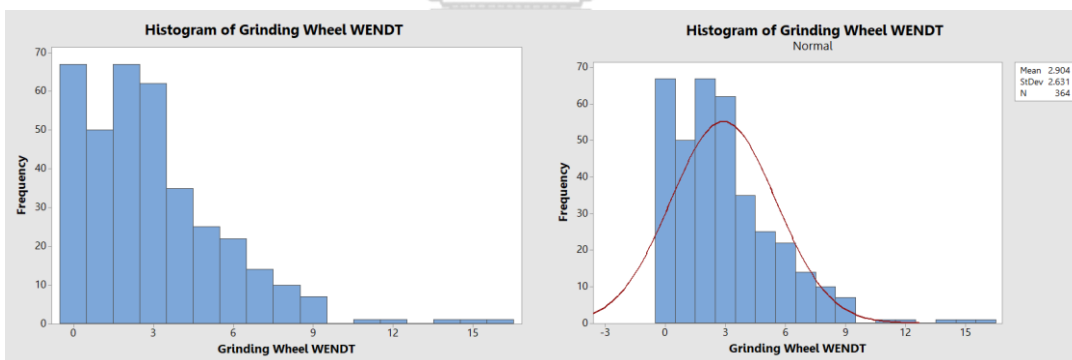 Histogram of Grinding Wheel WENDT
70
60
50
40
30
20
10
0
Frequency
0 3 6 9 12 15
Grinding Wheel WENDT
Histogram of Grinding Wheel WENDT
Normal
70
60
50
40
30
20
10
0
Frequency
-3 0 3 6 9 12 15
Grinding Wheel WENDT
Mean 2.904
StDev 2.631
N 364